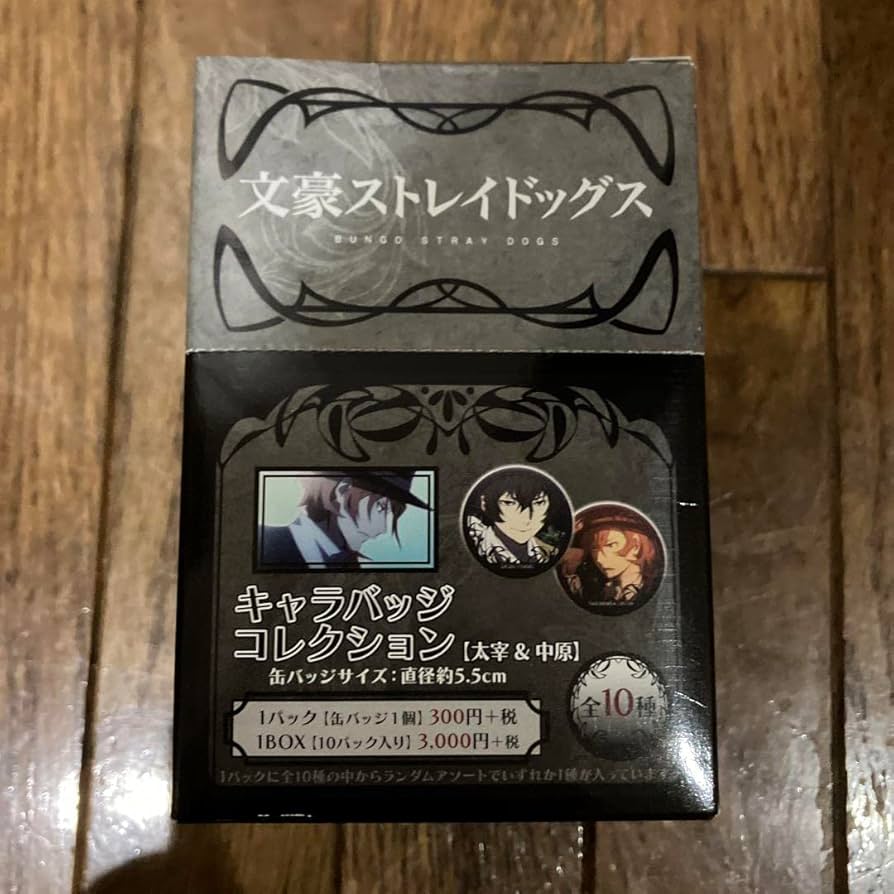 文豪ストレイドッグス
BUNGO STRAY DOGS
キャラバッジ
コレクション【太宰 & 中原】
缶バッジサイズ：直径約5.5cm
1パック【缶バッジ1個】300円+税
1BOX【10パック入り】3,000円+税
全10種
1パックに全10種の中からランダムアソートでいずれか1種が入っています。